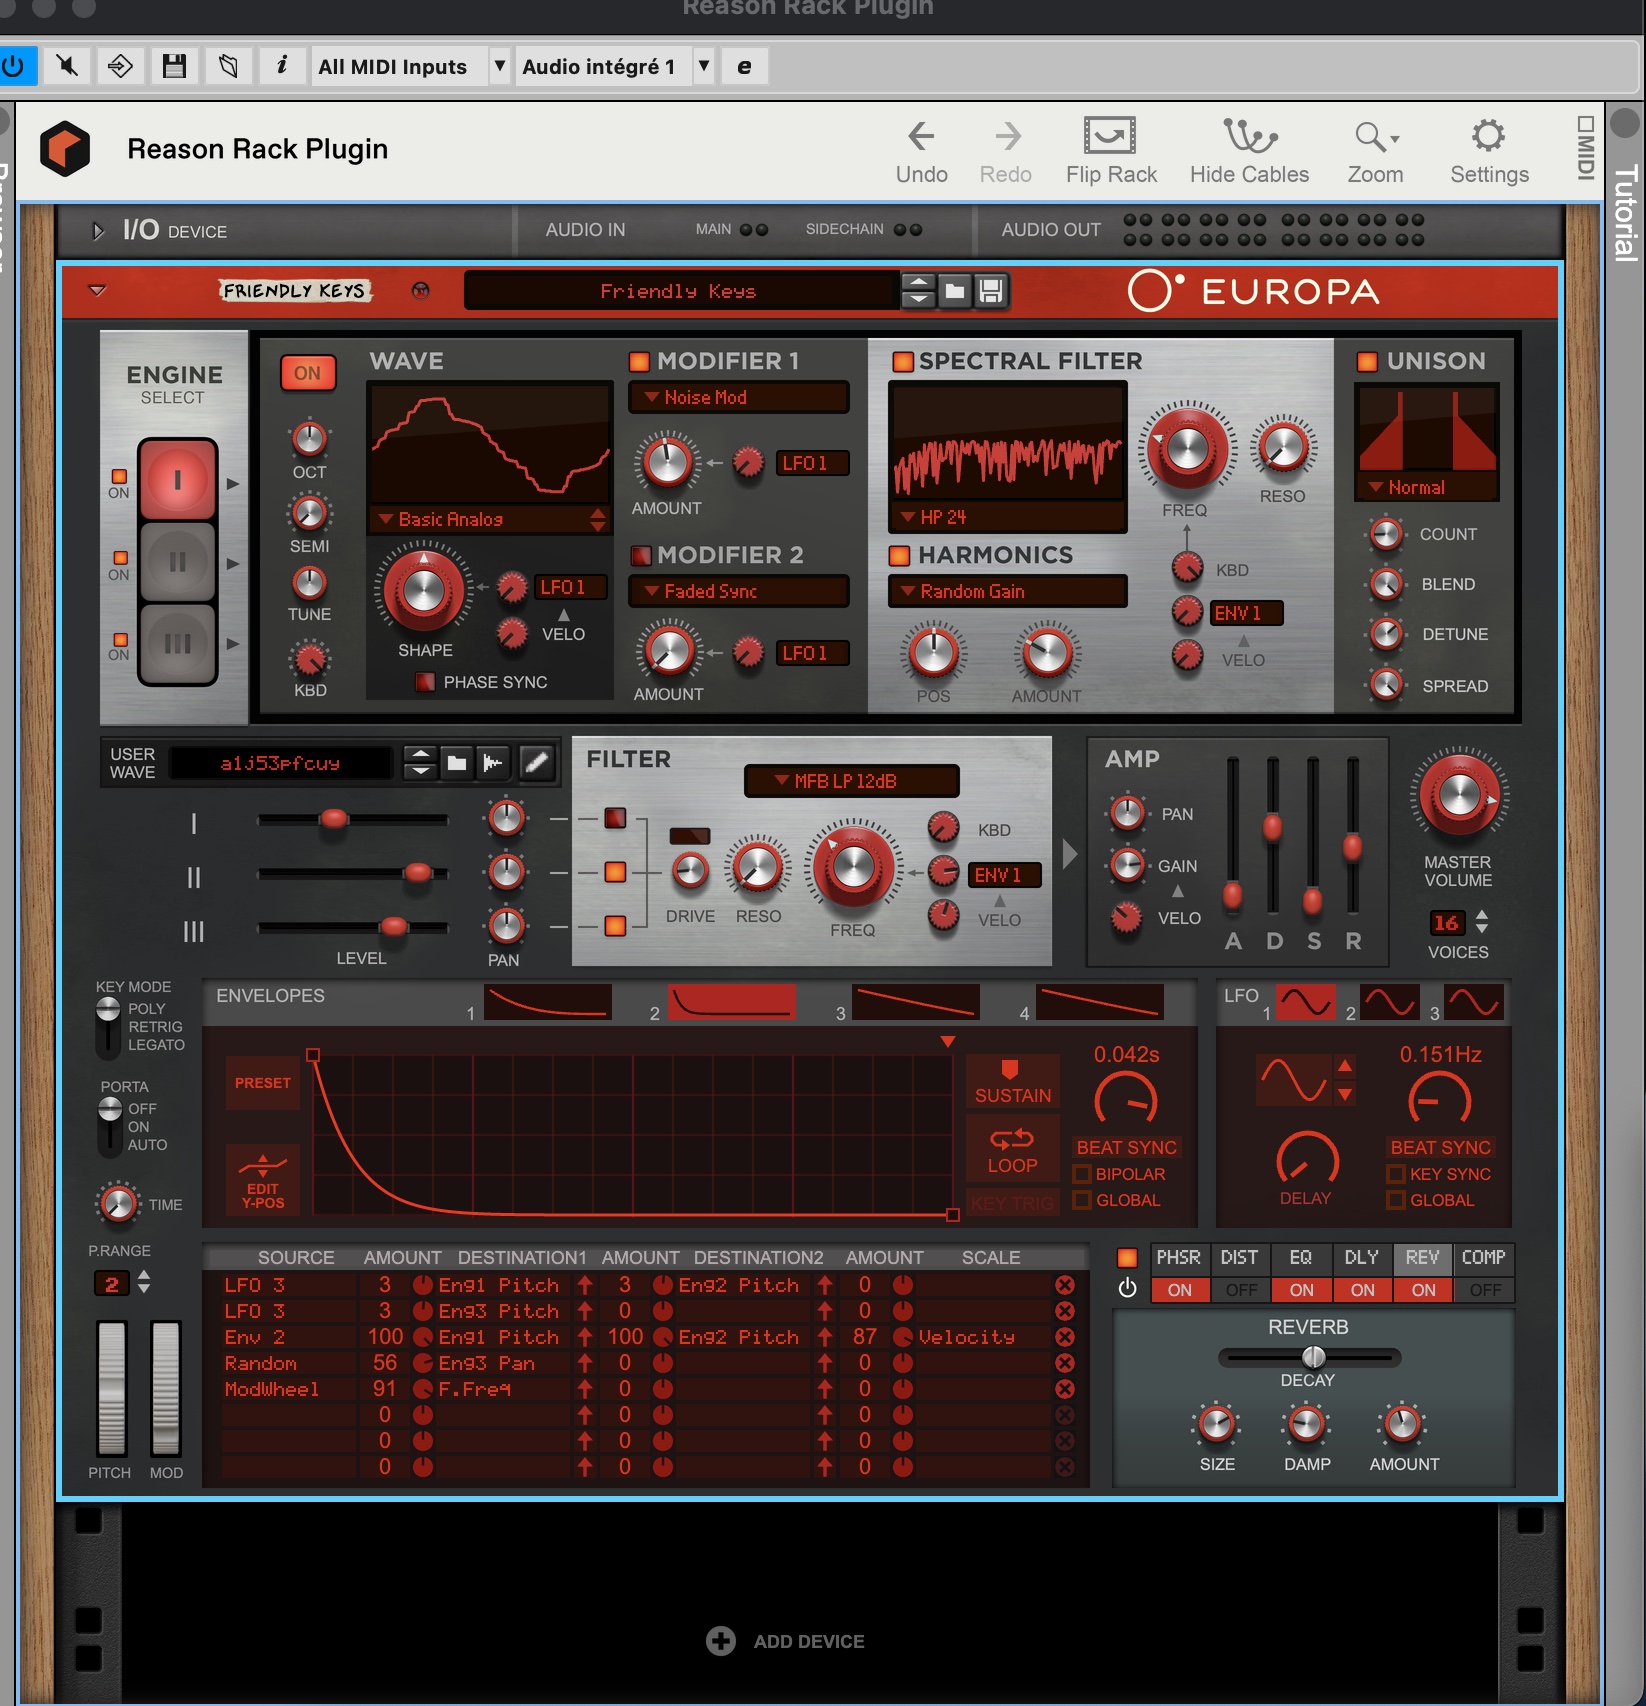 Reason Rack Plugin
i All MIDI Inputs Audio intégré 1 e
Reason Rack Plugin
Undo Redo Flip Rack Hide Cables Zoom Settings
MIDI
Tutorial
I/O DEVICE AUDIO IN MAIN SIDECHAIN AUDIO OUT
FRIENDLY KEYS Friendly Keys EUROPA
ENGINE
SELECT
I
ON
II
ON
III
ON
ON
OCT
SEMI
TUNE
KBD
WAVE
Basic Analog
SHAPE
LFO 1
VELO
PHASE SYNC
MODIFIER 1
Noise Mod
AMOUNT
LFO 1
MODIFIER 2
Faded Sync
AMOUNT
LFO 1
SPECTRAL FILTER
HP 24
FREQ
RESO
KBD
ENV 1
VELO
HARMONICS
Random Gain
POS
AMOUNT
UNISON
Normal
COUNT
BLEND
DETUNE
SPREAD
USER
WAVE
a1j53pfcuy
I
II
III
LEVEL
PAN
FILTER
MFB LP 12dB
DRIVE
RESO
FREQ
KBD
ENV 1
VELO
AMP
PAN
GAIN
VELO
A D S R
MASTER
VOLUME
16
VOICES
KEY MODE
POLY
RETRIG
LEGATO
PORTA
OFF
ON
AUTO
TIME
P.RANGE
2
PITCH MOD
ENVELOPES 1 2 3 4
PRESET
EDIT
Y-POS
SUSTAIN
LOOP
KEY TRIG
0.042s
BEAT SYNC
BIPOLAR
GLOBAL
LFO 1 2 3
0.151Hz
DELAY
BEAT SYNC
KEY SYNC
GLOBAL
SOURCE AMOUNT DESTINATION1 AMOUNT DESTINATION2 AMOUNT SCALE
LFO 3 3 Eng1 Pitch 3 Eng2 Pitch 0
LFO 3 3 Eng3 Pitch 0 0
Env 2 100 Eng1 Pitch 100 Eng2 Pitch 87 Velocity
Random 56 Eng3 Pan 0 0
ModWheel 91 F.Freq 0 0
0 0 0
0 0 0
0 0 0
PHSR DIST EQ DLY REV COMP
ON OFF ON ON ON OFF
REVERB
DECAY
SIZE DAMP AMOUNT
ADD DEVICE